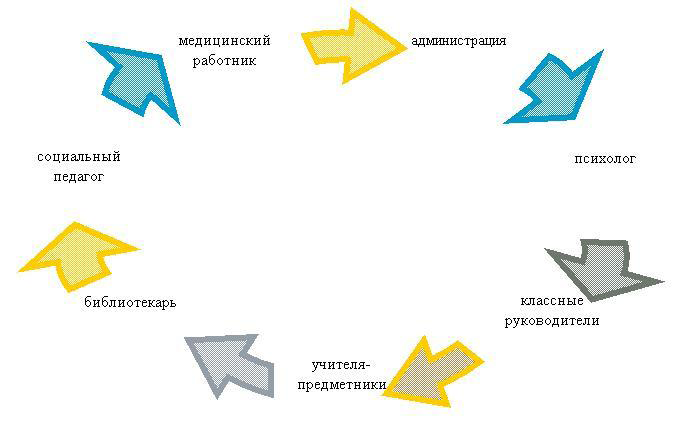 медицинский
работник
администрация
социальный
педагог
психолог
библиотекарь
классные
руководители
учителя-
предметники